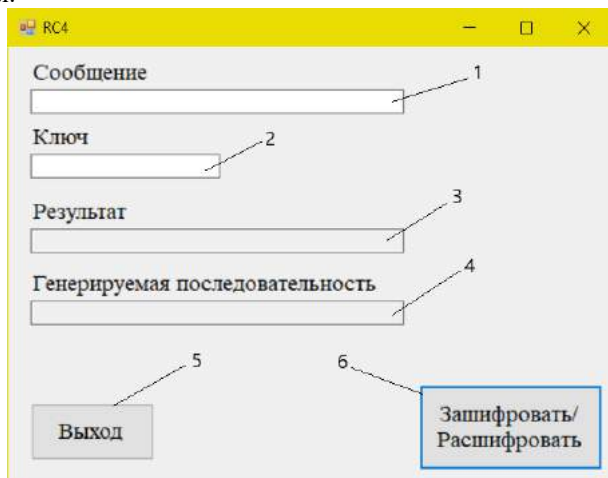 RC4
Сообщение
1
Ключ
2
3
Результат
4
Генерируемая последовательность
5
6
Выход
Зашифровать/
Расшифровать